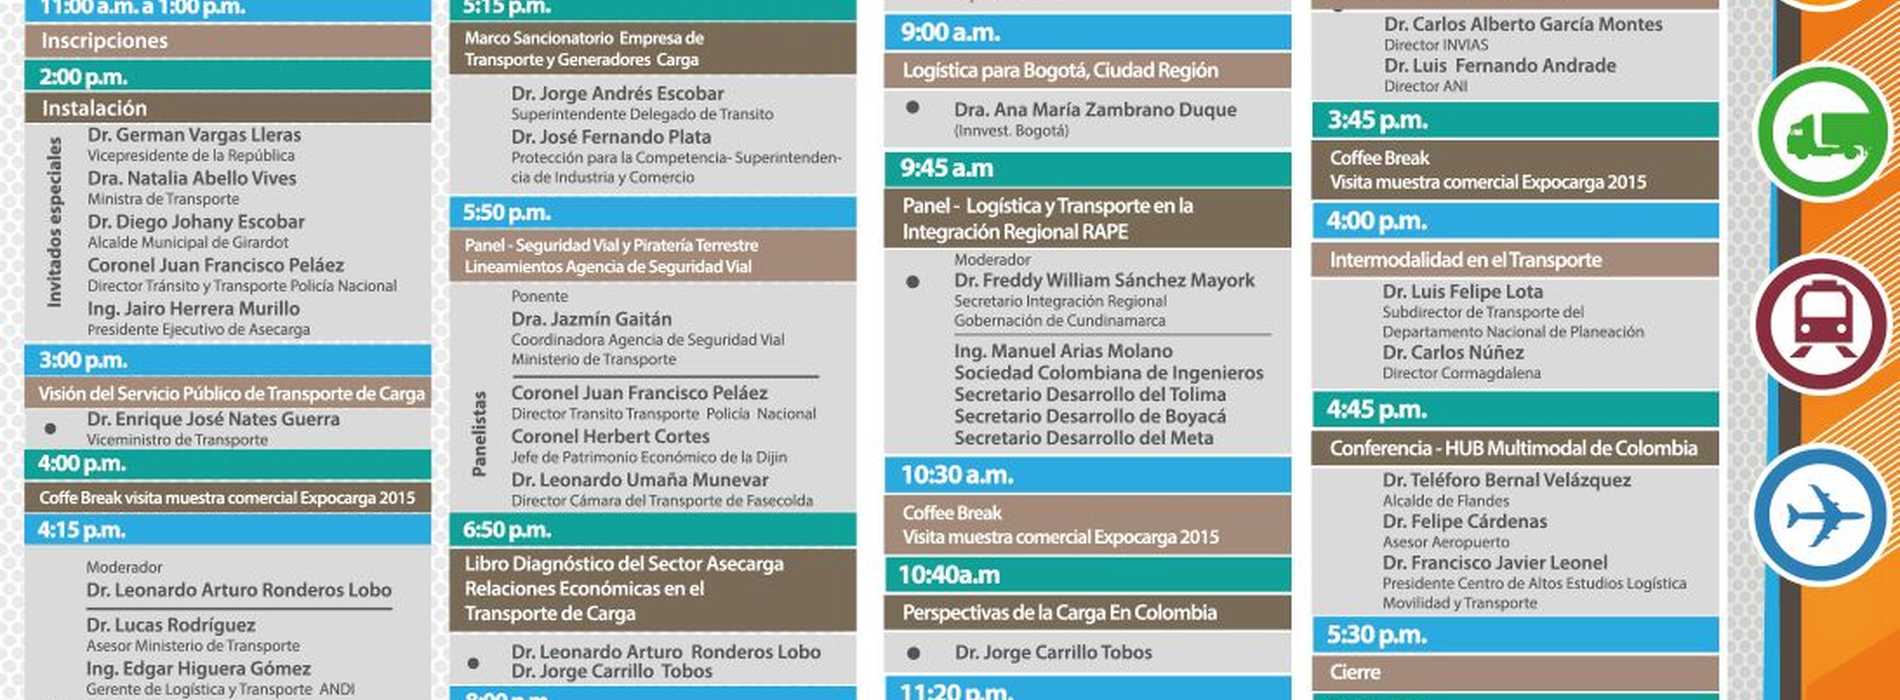 11:00 a.m. a 1:00 p.m.
Inscripciones
2:00 p.m.
Instalación
Invitados especiales
Dr. German Vargas Lleras
Vicepresidente de la República
Dra. Natalia Abello Vives
Ministra de Transporte
Dr. Diego Johany Escobar
Alcalde Municipal de Girardot
Coronel Juan Francisco Peláez
Director Tránsito y Transporte Policía Nacional
Ing. Jairo Herrera Murillo
Presidente Ejecutivo de Asecarga
3:00 p.m.
Visión del Servicio Público de Transporte de Carga
Dr. Enrique José Nates Guerra
Viceministro de Transporte
4:00 p.m.
Coffe Break visita muestra comercial Expocarga 2015
4:15 p.m.
Moderador
Dr. Leonardo Arturo Ronderos Lobo
Dr. Lucas Rodríguez
Asesor Ministerio de Transporte
Ing. Edgar Higuera Gómez
Gerente de Logística y Transporte ANDI
5:15 p.m.
Marco Sancionatorio Empresa de
Transporte y Generadores Carga
Dr. Jorge Andrés Escobar
Superintendente Delegado de Transito
Dr. José Fernando Plata
Protección para la Competencia- Superintenden-
cia de Industria y Comercio
5:50 p.m.
Panel - Seguridad Vial y Piratería Terrestre
Lineamientos Agencia de Seguridad Vial
Ponente
Dra. Jazmín Gaitán
Coordinadora Agencia de Seguridad Vial
Ministerio de Transporte
Panelistas
Coronel Juan Francisco Peláez
Director Transito Transporte Policía Nacional
Coronel Herbert Cortes
Jefe de Patrimonio Económico de la Dijin
Dr. Leonardo Umaña Munevar
Director Cámara del Transporte de Fasecolda
6:50 p.m.
Libro Diagnóstico del Sector Asecarga
Relaciones Económicas en el
Transporte de Carga
Dr. Leonardo Arturo Ronderos Lobo
Dr. Jorge Carrillo Tobos
8:00 p.m.
9:00 a.m.
Logística para Bogotá, Ciudad Región
Dra. Ana María Zambrano Duque
(Innvest. Bogotá)
9:45 a.m
Panel - Logística y Transporte en la
Integración Regional RAPE
Moderador
Dr. Freddy William Sánchez Mayork
Secretario Integración Regional
Gobernación de Cundinamarca
Ing. Manuel Arias Molano
Sociedad Colombiana de Ingenieros
Secretario Desarrollo del Tolima
Secretario Desarrollo de Boyacá
Secretario Desarrollo del Meta
10:30 a.m.
Coffee Break
Visita muestra comercial Expocarga 2015
10:40a.m
Perspectivas de la Carga En Colombia
Dr. Jorge Carrillo Tobos
11:20 p.m.
Dr. Carlos Alberto García Montes
Director INVIAS
Dr. Luis Fernando Andrade
Director ANI
3:45 p.m.
Coffee Break
Visita muestra comercial Expocarga 2015
4:00 p.m.
Intermodalidad en el Transporte
Dr. Luis Felipe Lota
Subdirector de Transporte del
Departamento Nacional de Planeación
Dr. Carlos Núñez
Director Cormagdalena
4:45 p.m.
Conferencia - HUB Multimodal de Colombia
Dr. Teléforo Bernal Velázquez
Alcalde de Flandes
Dr. Felipe Cárdenas
Asesor Aeropuerto
Dr. Francisco Javier Leonel
Presidente Centro de Altos Estudios Logística
Movilidad y Transporte
5:30 p.m.
Cierre